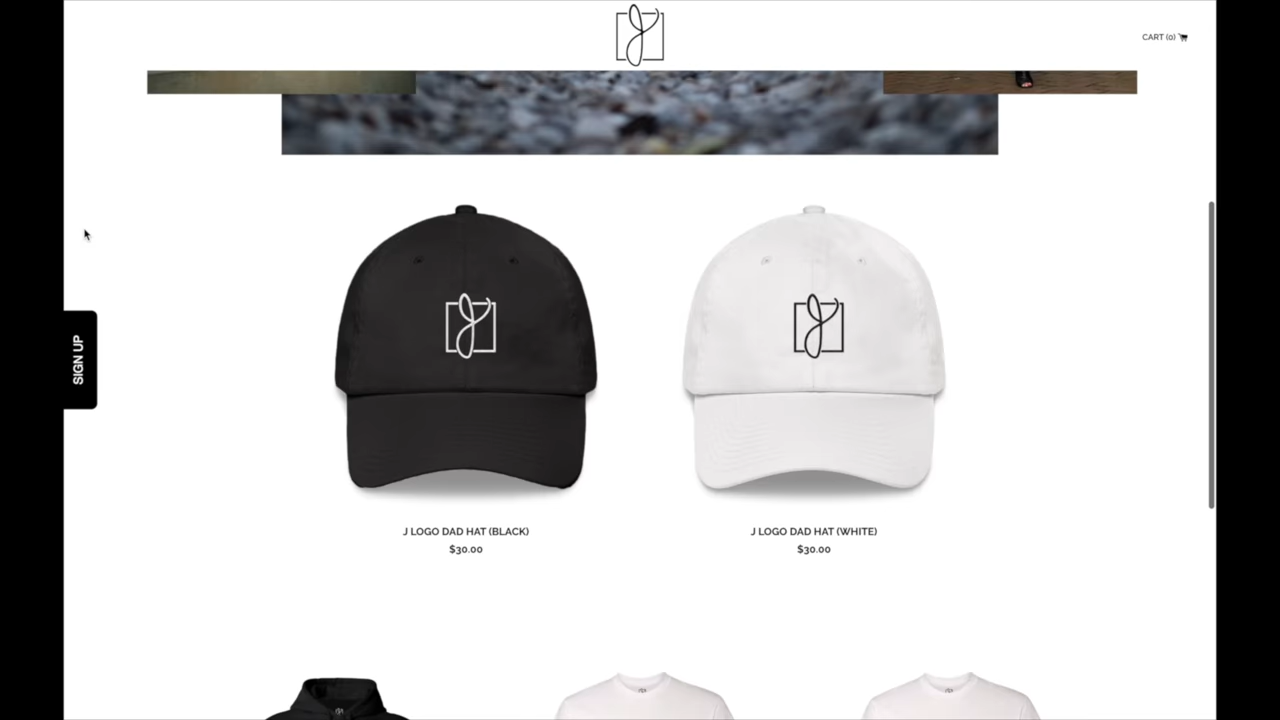 CART (0)
SIGN UP
J LOGO DAD HAT (BLACK)
$30.00
J LOGO DAD HAT (WHITE)
$30.00